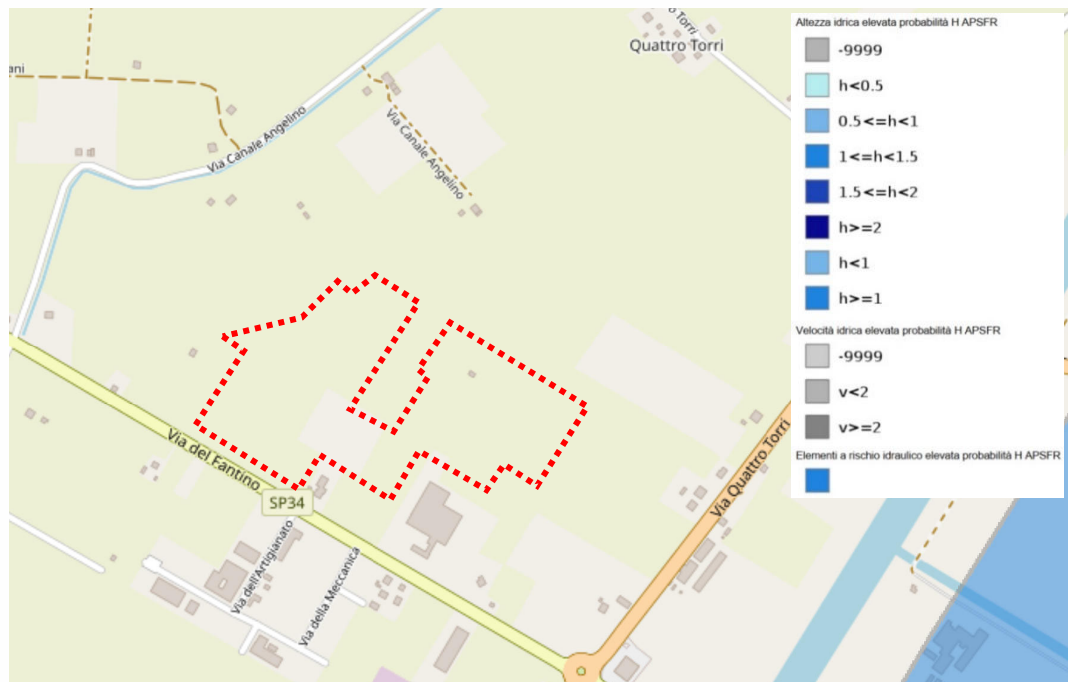 Quattro Torri
ani
Via Canale Angelino
Via Canale Angelino
Via del Fantino
SP34
Via dell'Artigianato
Via della Meccanica
Via Quattro Torri
Altezza idrica elevata probabilità H APSFR
-9999
h<0.5
0.5<=h<1
1<=h<1.5
1.5<=h<2
h>=2
h<1
h>=1
Velocità idrica elevata probabilità H APSFR
-9999
v<2
v>=2
Elementi a rischio idraulico elevata probabilità H APSFR